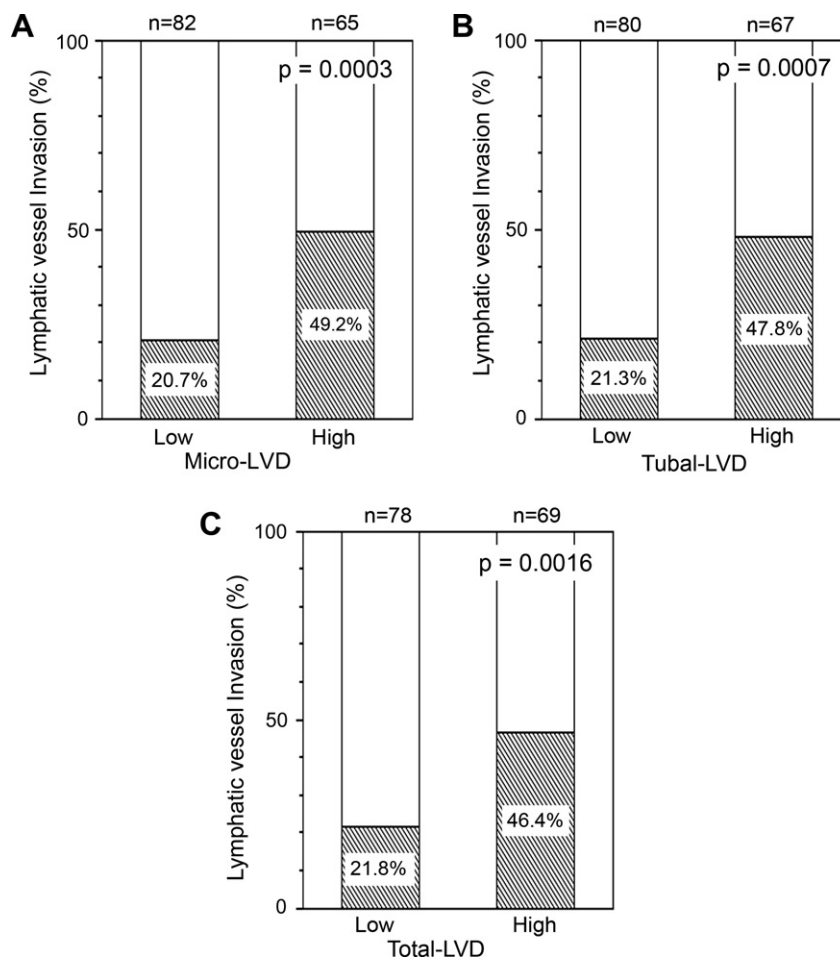 A
n=82 n=65
100
p = 0.0003
Lymphatic vessel Invasion (%)
50
49.2%
20.7%
0
Low High
Micro-LVD
B
n=80 n=67
100
p = 0.0007
Lymphatic vessel Invasion (%)
50
47.8%
21.3%
0
Low High
Tubal-LVD
C
n=78 n=69
100
p = 0.0016
Lymphatic vessel Invasion (%)
50
46.4%
21.8%
0
Low High
Total-LVD